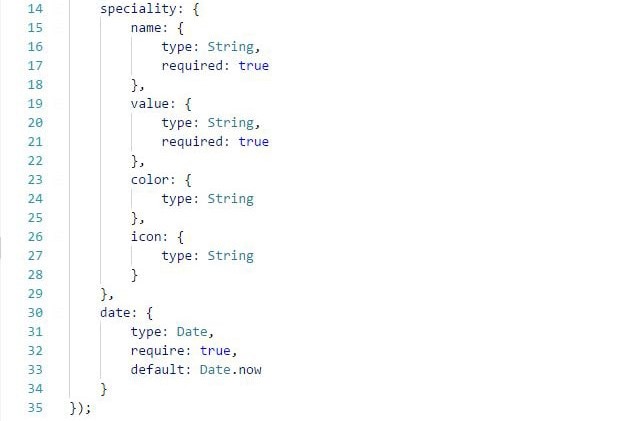 14 speciality: {
15 name: {
16 type: String,
17 required: true
18 },
19 value: {
20 type: String,
21 required: true
22 },
23 color: {
24 type: String
25 },
26 icon: {
27 type: String
28 }
29 },
30 date: {
31 type: Date,
32 require: true,
33 default: Date.now
34 }
35 });